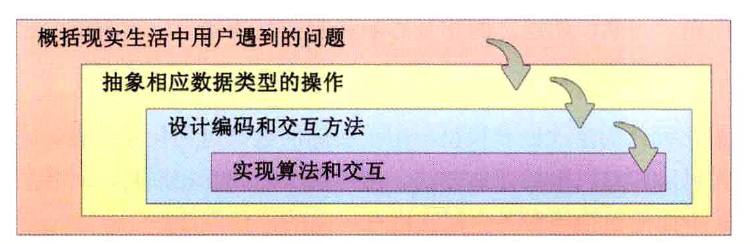 概括现实生活中用户遇到的问题
抽象相应数据类型的操作
设计编码和交互方法
实现算法和交互